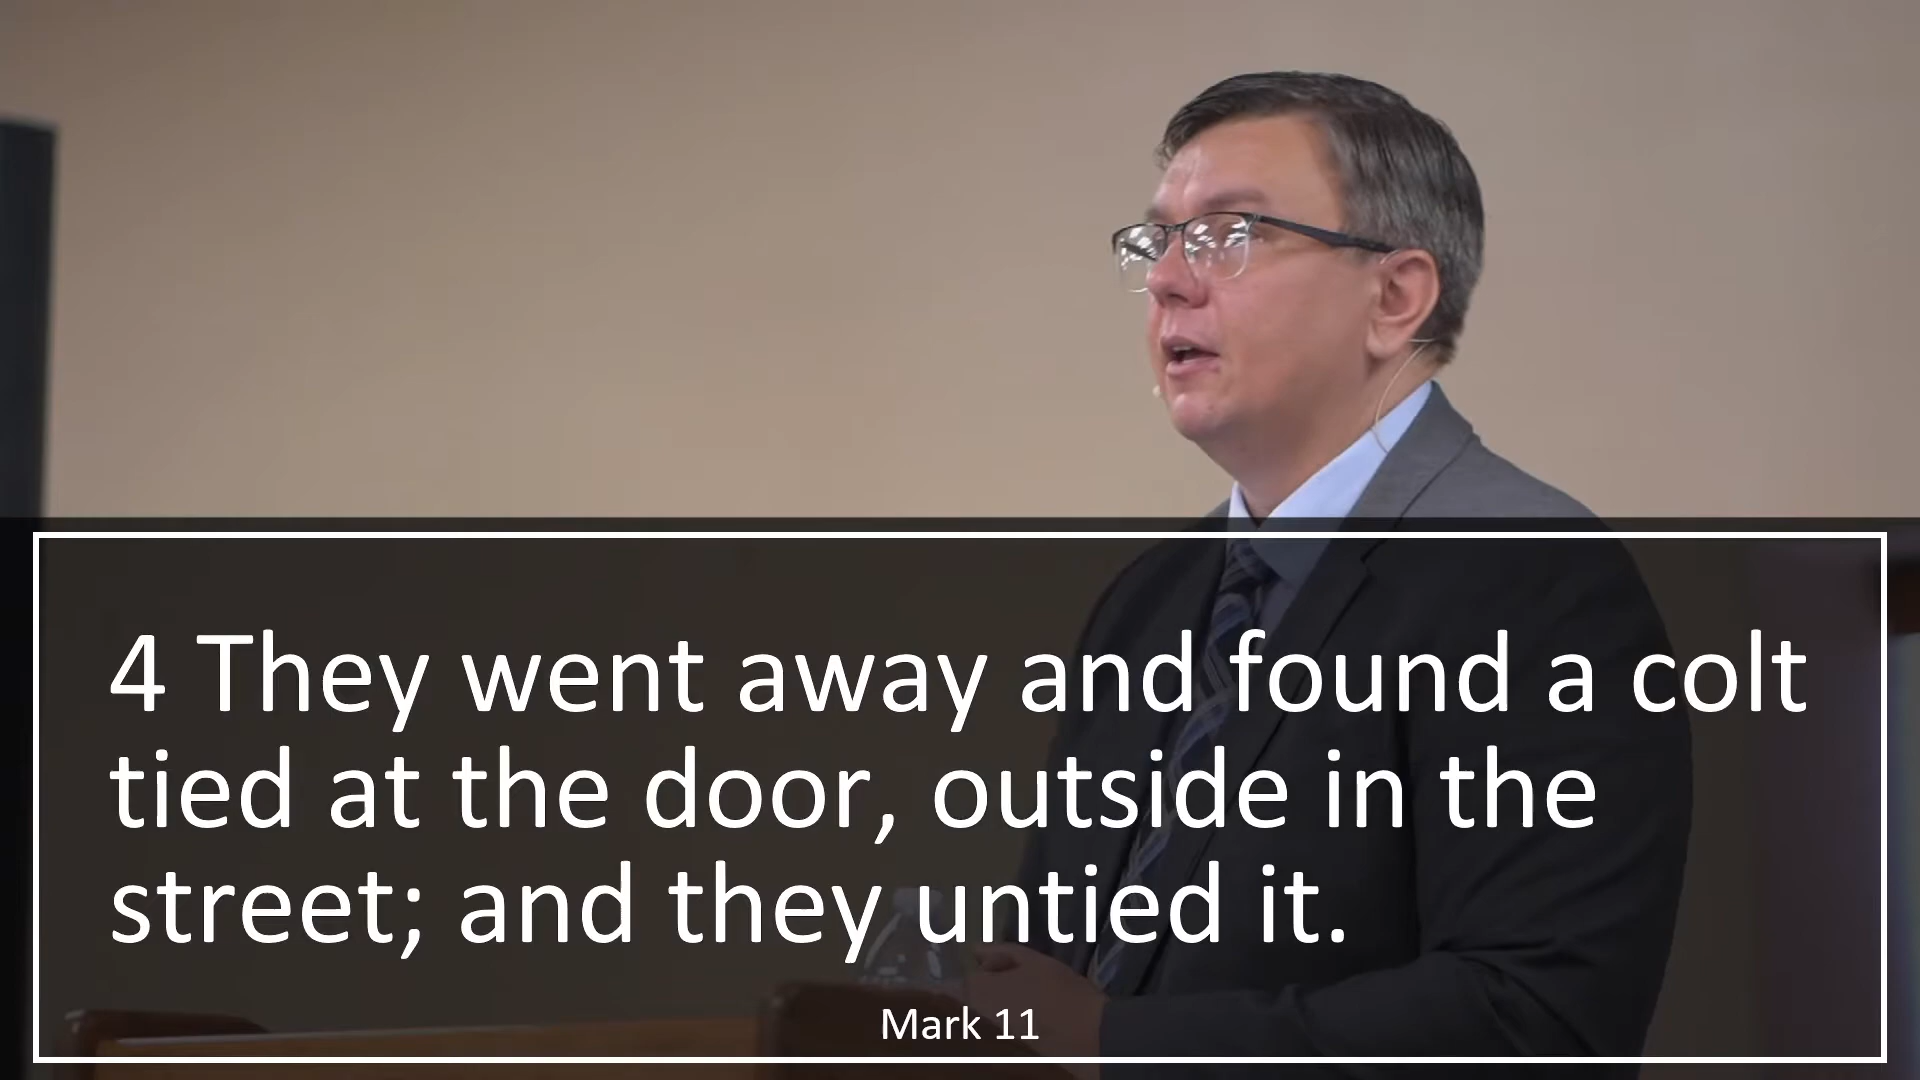 4 They went away and found a colt
tied at the door, outside in the
street; and they untied it.
Mark 11